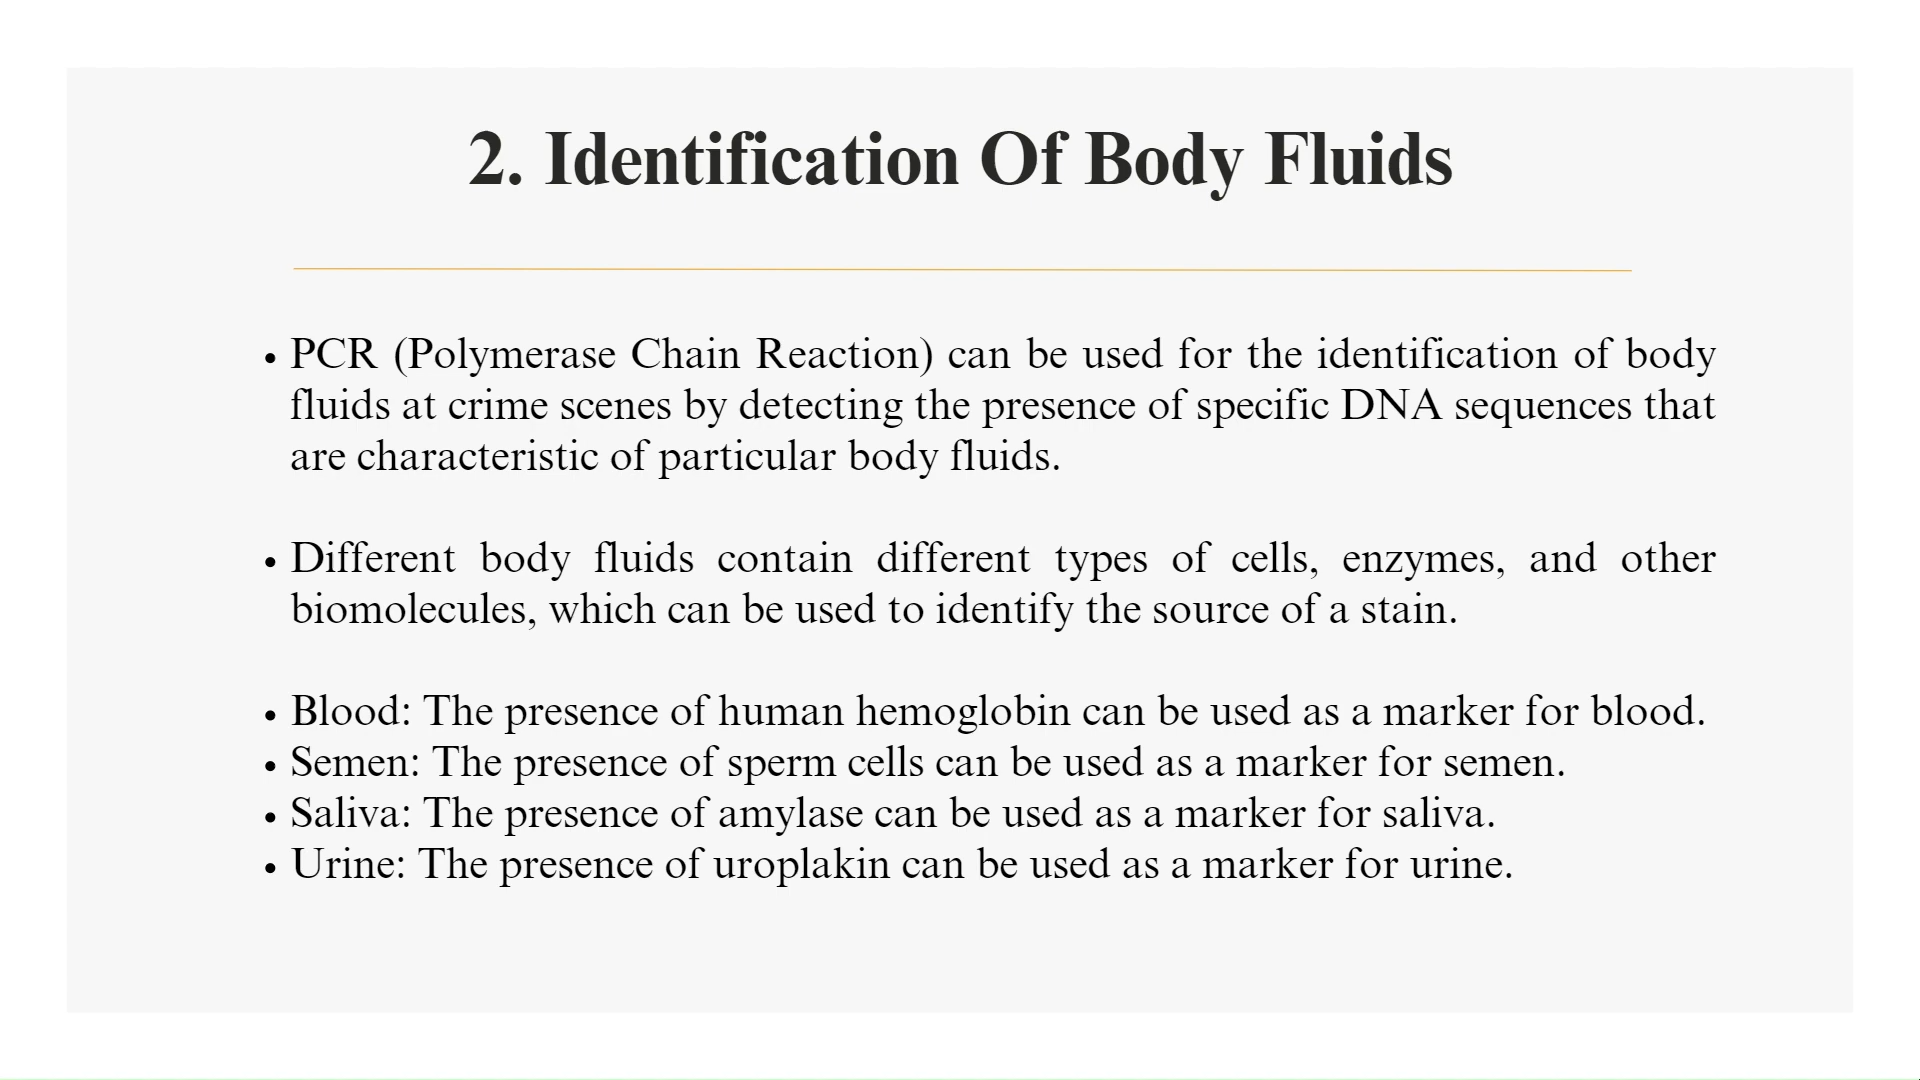 2. Identification Of Body Fluids
• PCR (Polymerase Chain Reaction) can be used for the identification of body
fluids at crime scenes by detecting the presence of specific DNA sequences that
are characteristic of particular body fluids.
• Different body fluids contain different types of cells, enzymes, and other
biomolecules, which can be used to identify the source of a stain.
• Blood: The presence of human hemoglobin can be used as a marker for blood.
• Semen: The presence of sperm cells can be used as a marker for semen.
• Saliva: The presence of amylase can be used as a marker for saliva.
• Urine: The presence of uroplakin can be used as a marker for urine.